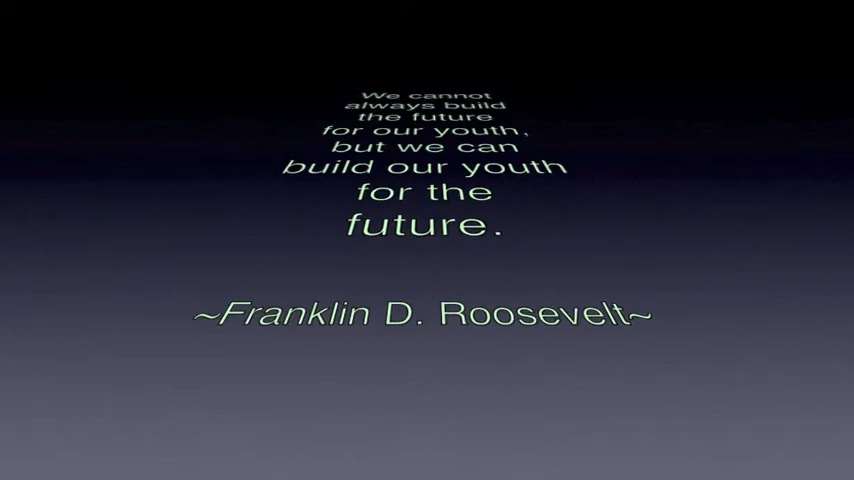 We cannot
always build
the future
for our youth,
but we can
build our youth
for the
future.
~Franklin D. Roosevelt~